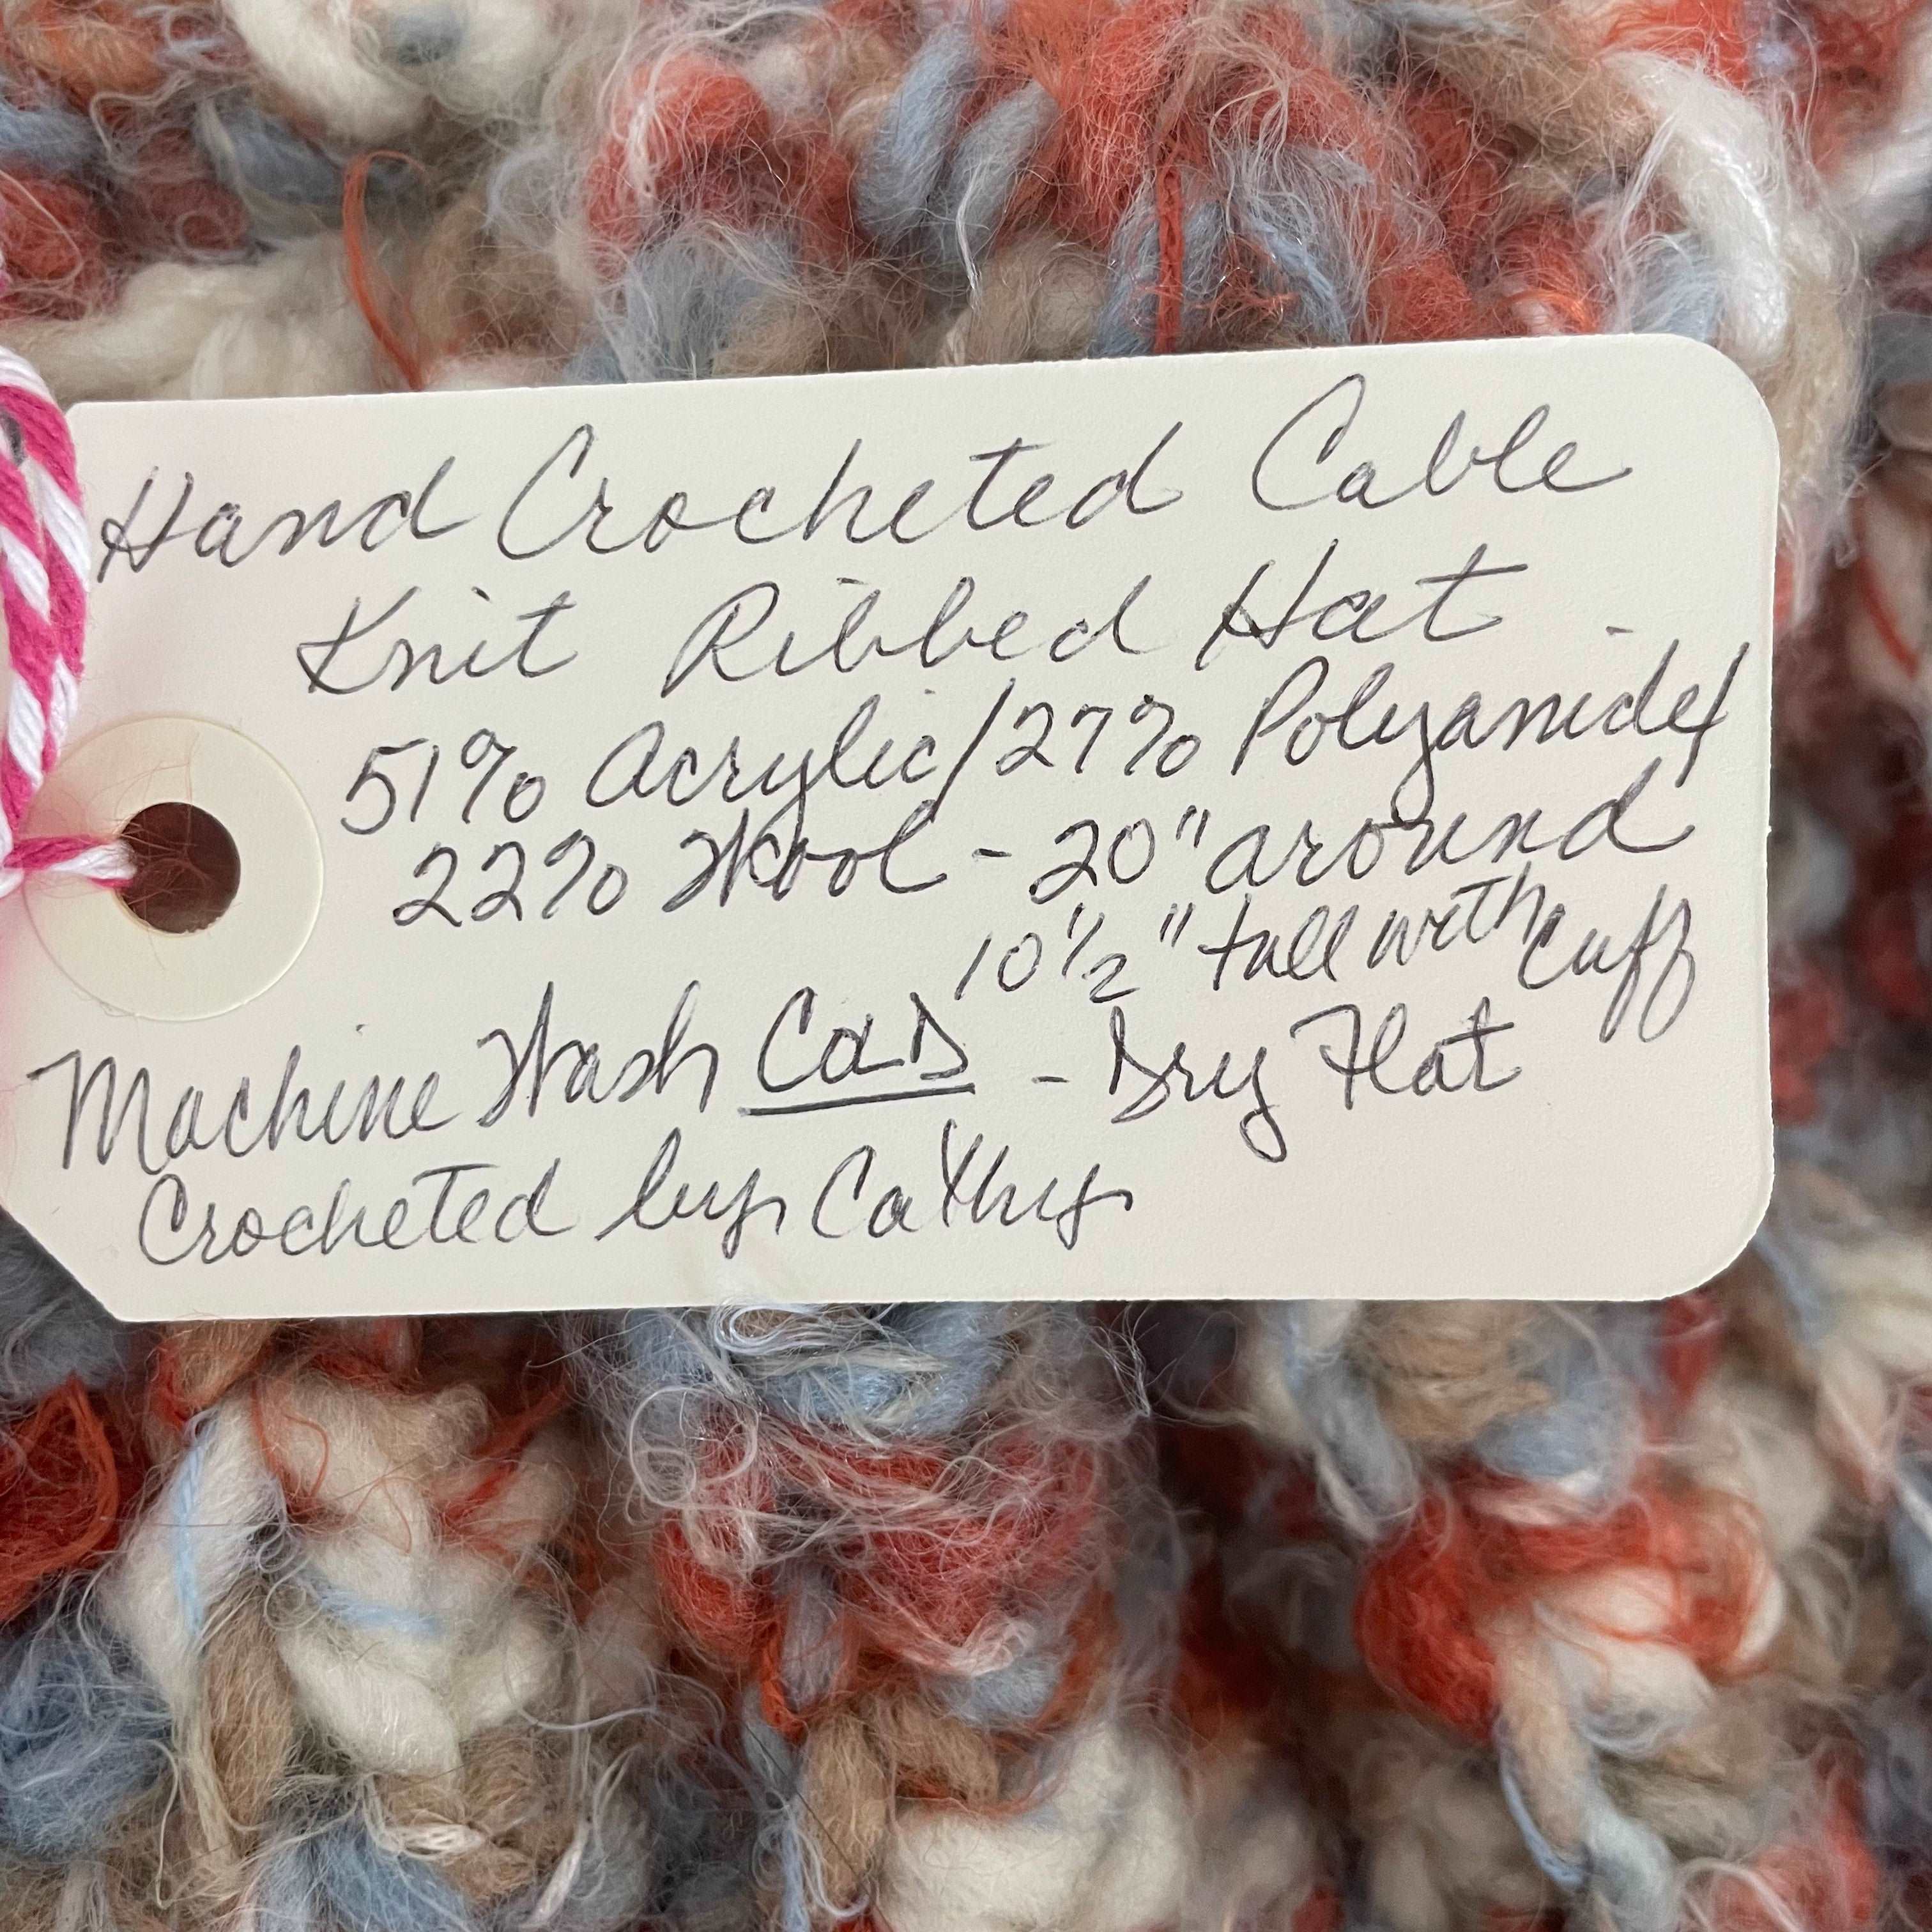 Hand Crocheted Cable
Knit Ribbed Hat
51% Acrylic/27% Polyamide/
22% Wool - 20" around
10½" tall with cuff
Machine Wash Cold - Dry Flat
Crocheted by Cathy